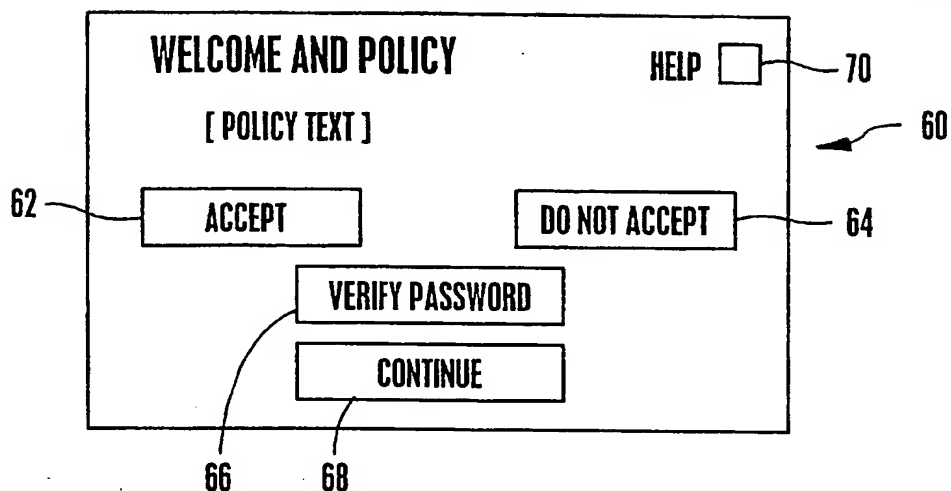 WELCOME AND POLICY
HELP 70
[ POLICY TEXT ]
60
62 ACCEPT DO NOT ACCEPT 64
VERIFY PASSWORD
CONTINUE
66 68